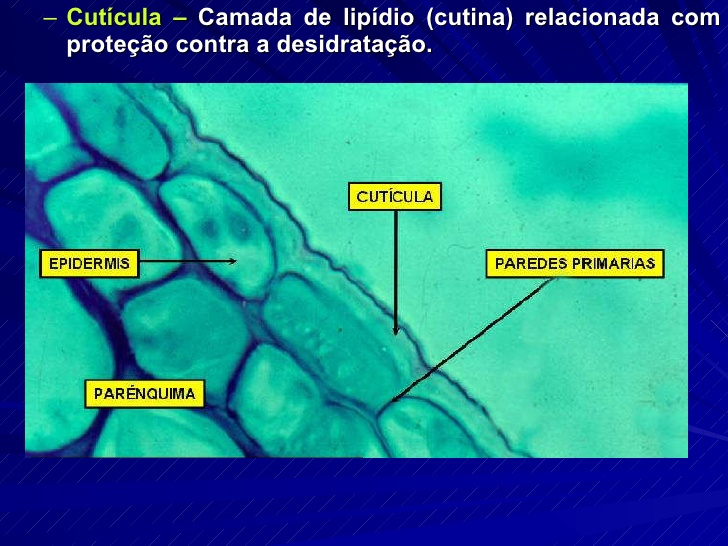 – Cutícula – Camada de lipídio (cutina) relacionada com
proteção contra a desidratação.
CUTÍCULA
EPIDERMIS
PAREDES PRIMARIAS
PARÉNQUIMA